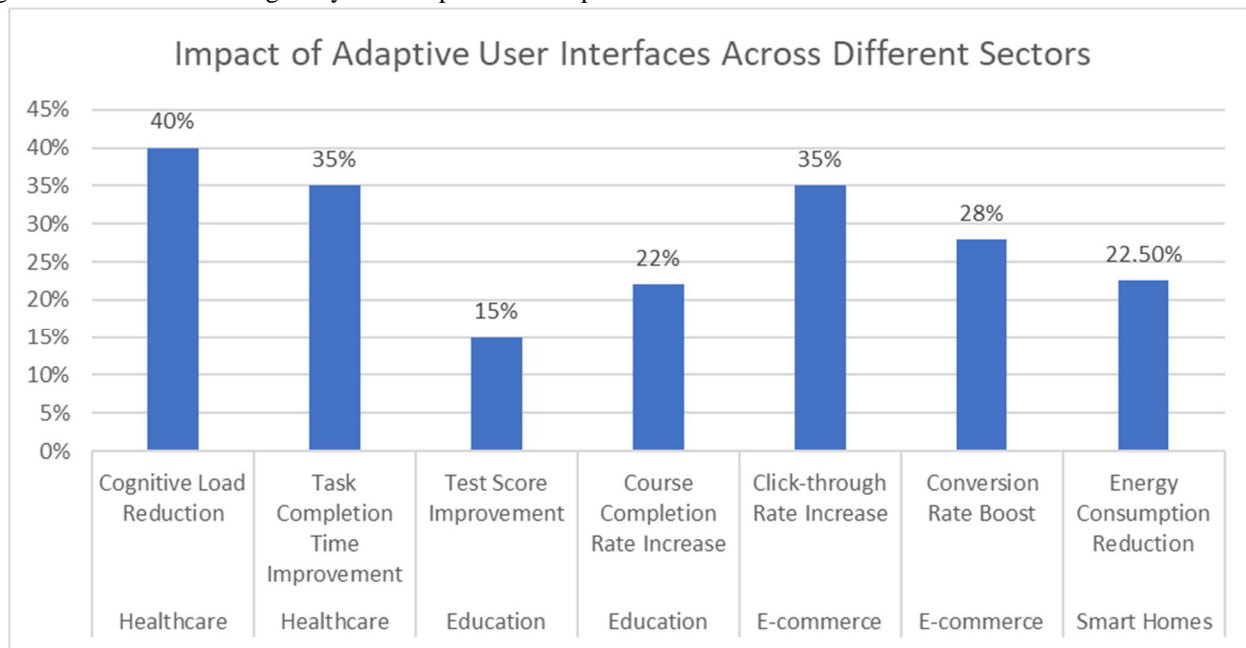 Impact of Adaptive User Interfaces Across Different Sectors
45%
40%
35%
30%
25%
20%
15%
10%
5%
0%
40%
35%
15%
22%
35%
28%
22.50%
Cognitive Load
Reduction
Task
Completion
Time
Improvement
Test Score
Improvement
Course
Completion
Rate Increase
Click-through
Rate Increase
Conversion
Rate Boost
Energy
Consumption
Reduction
Healthcare
Healthcare
Education
Education
E-commerce
E-commerce
Smart Homes